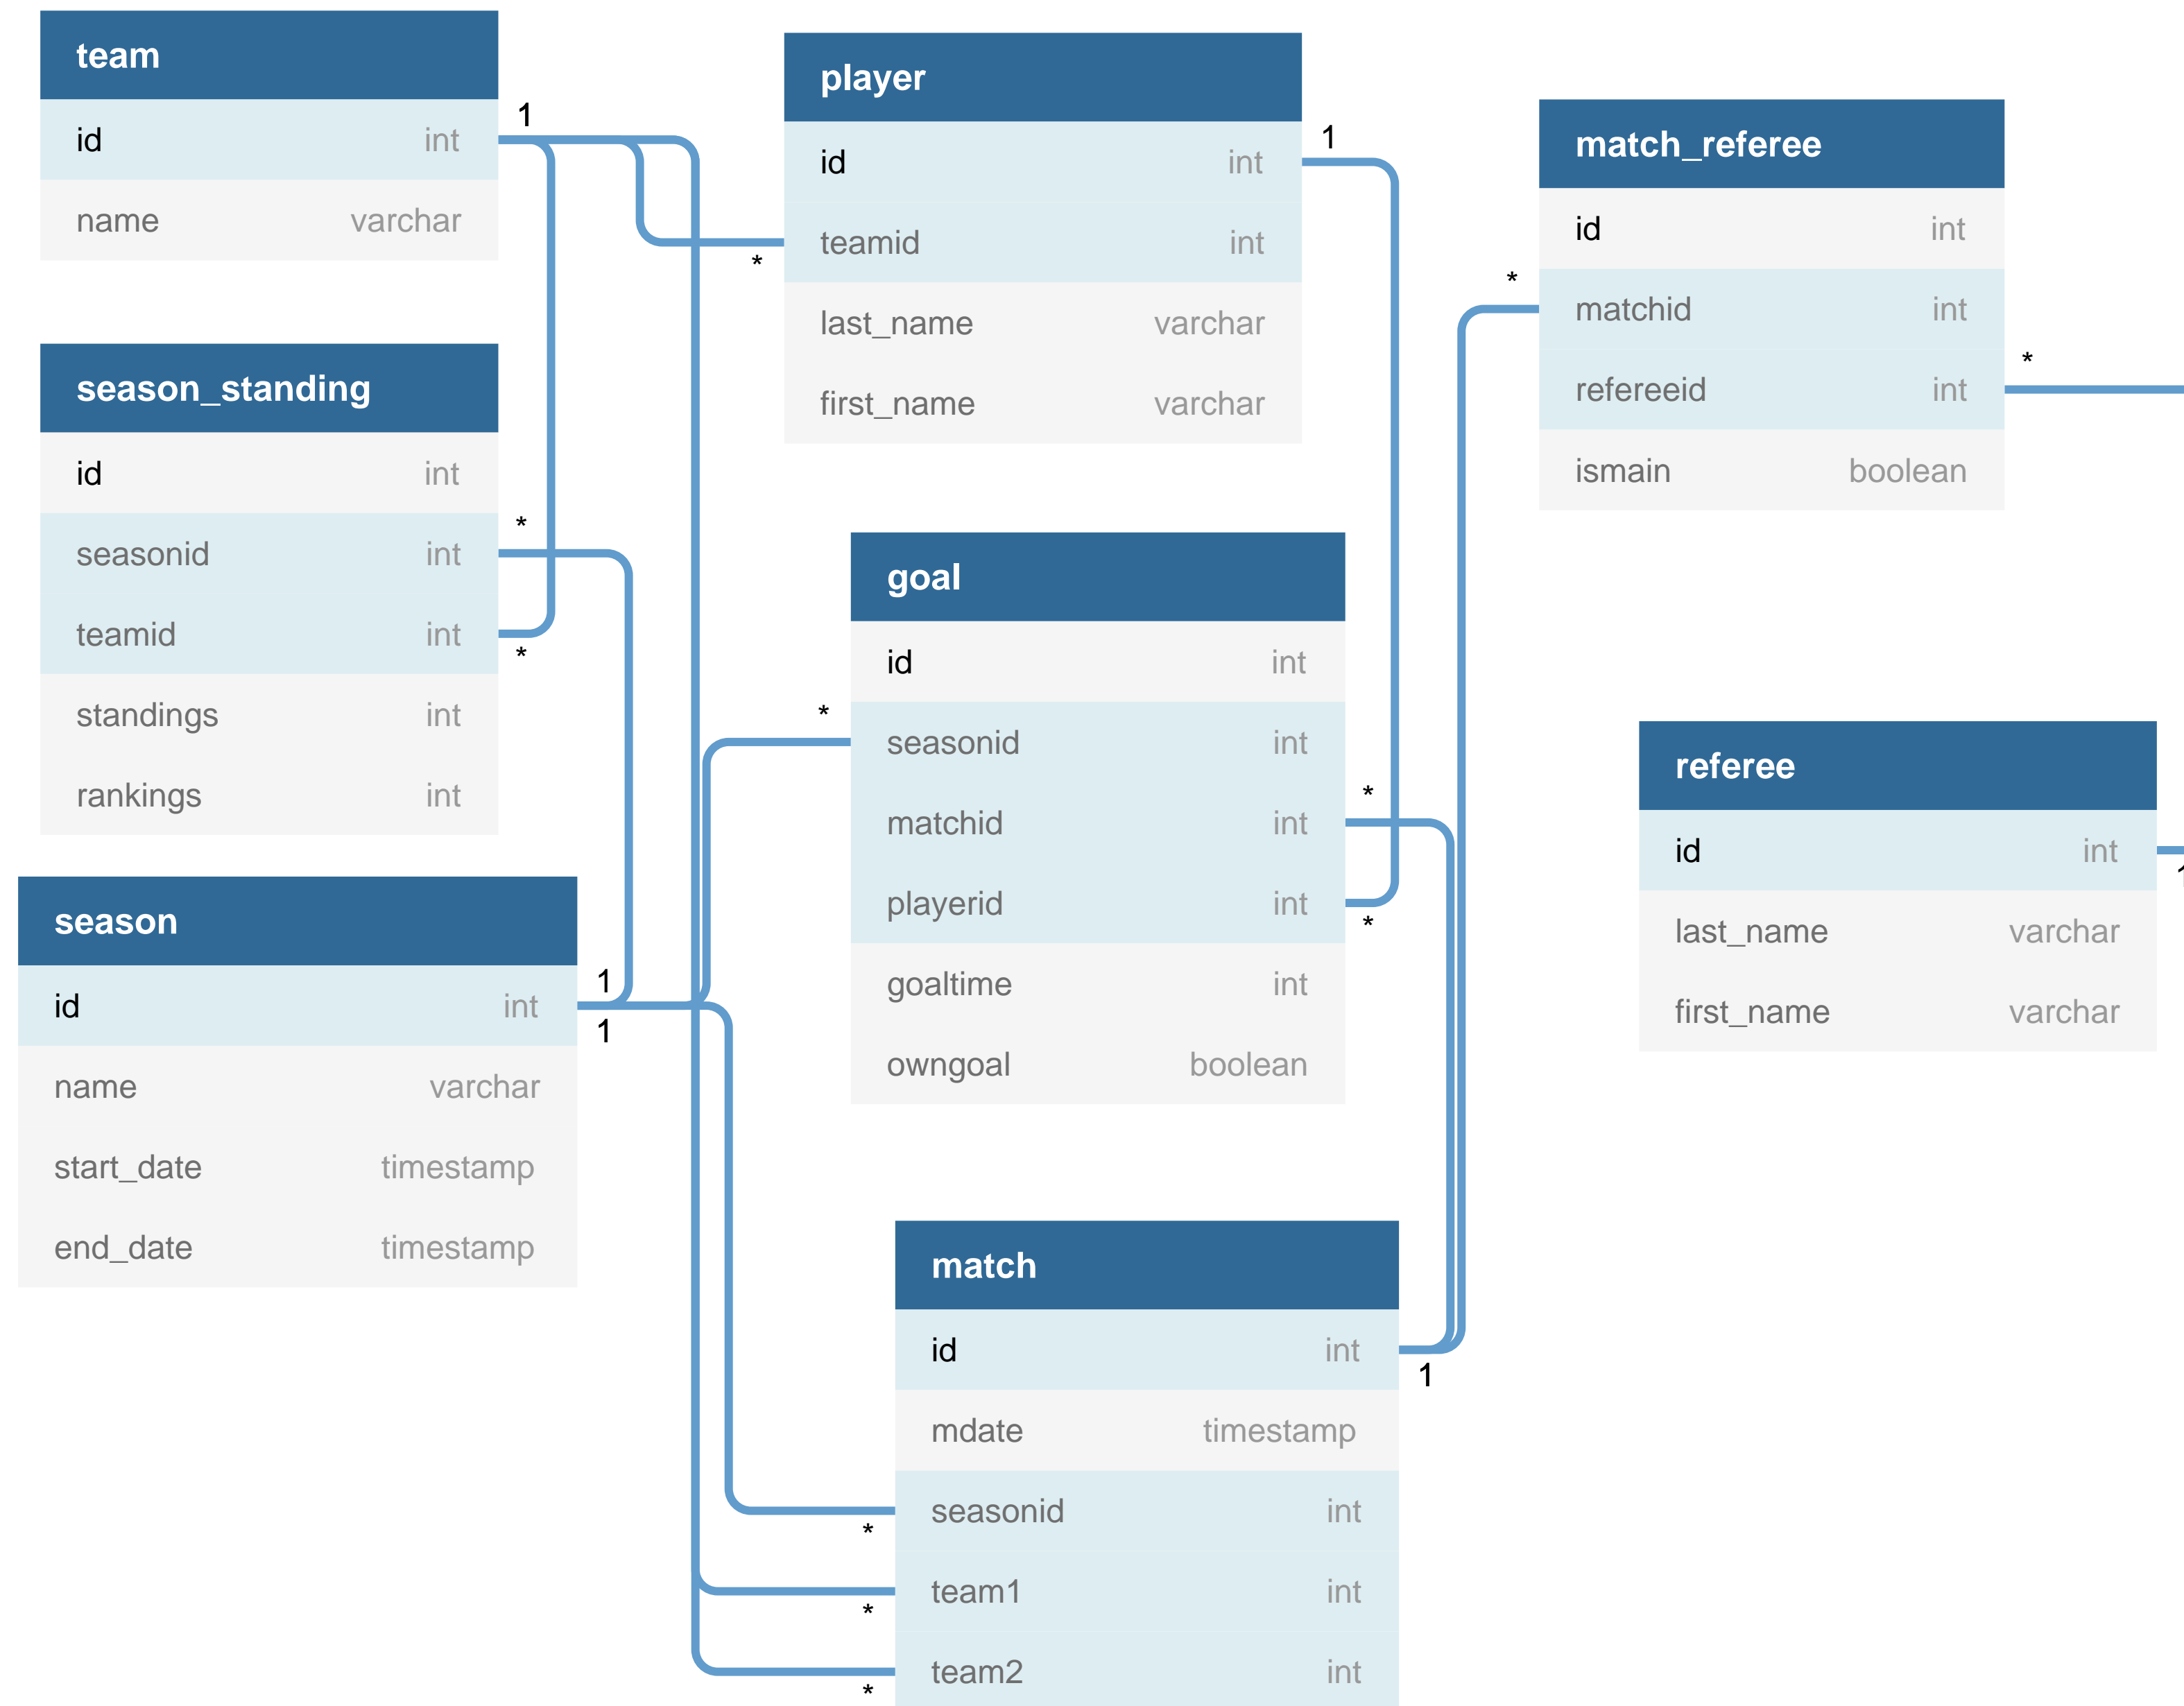 team
id int
name varchar
1
player
id int
teamid int
last_name varchar
first_name varchar
1
*
match_referee
id int
matchid int
refereeid int
ismain boolean
*
*
season_standing
id int
seasonid int
teamid int
standings int
rankings int
*
*
goal
id int
seasonid int
matchid int
playerid int
goaltime int
owngoal boolean
*
*
*
referee
id int
last_name varchar
first_name varchar
1
season
id int
name varchar
start_date timestamp
end_date timestamp
1
1
match
id int
mdate timestamp
seasonid int
team1 int
team2 int
1
*
*
*